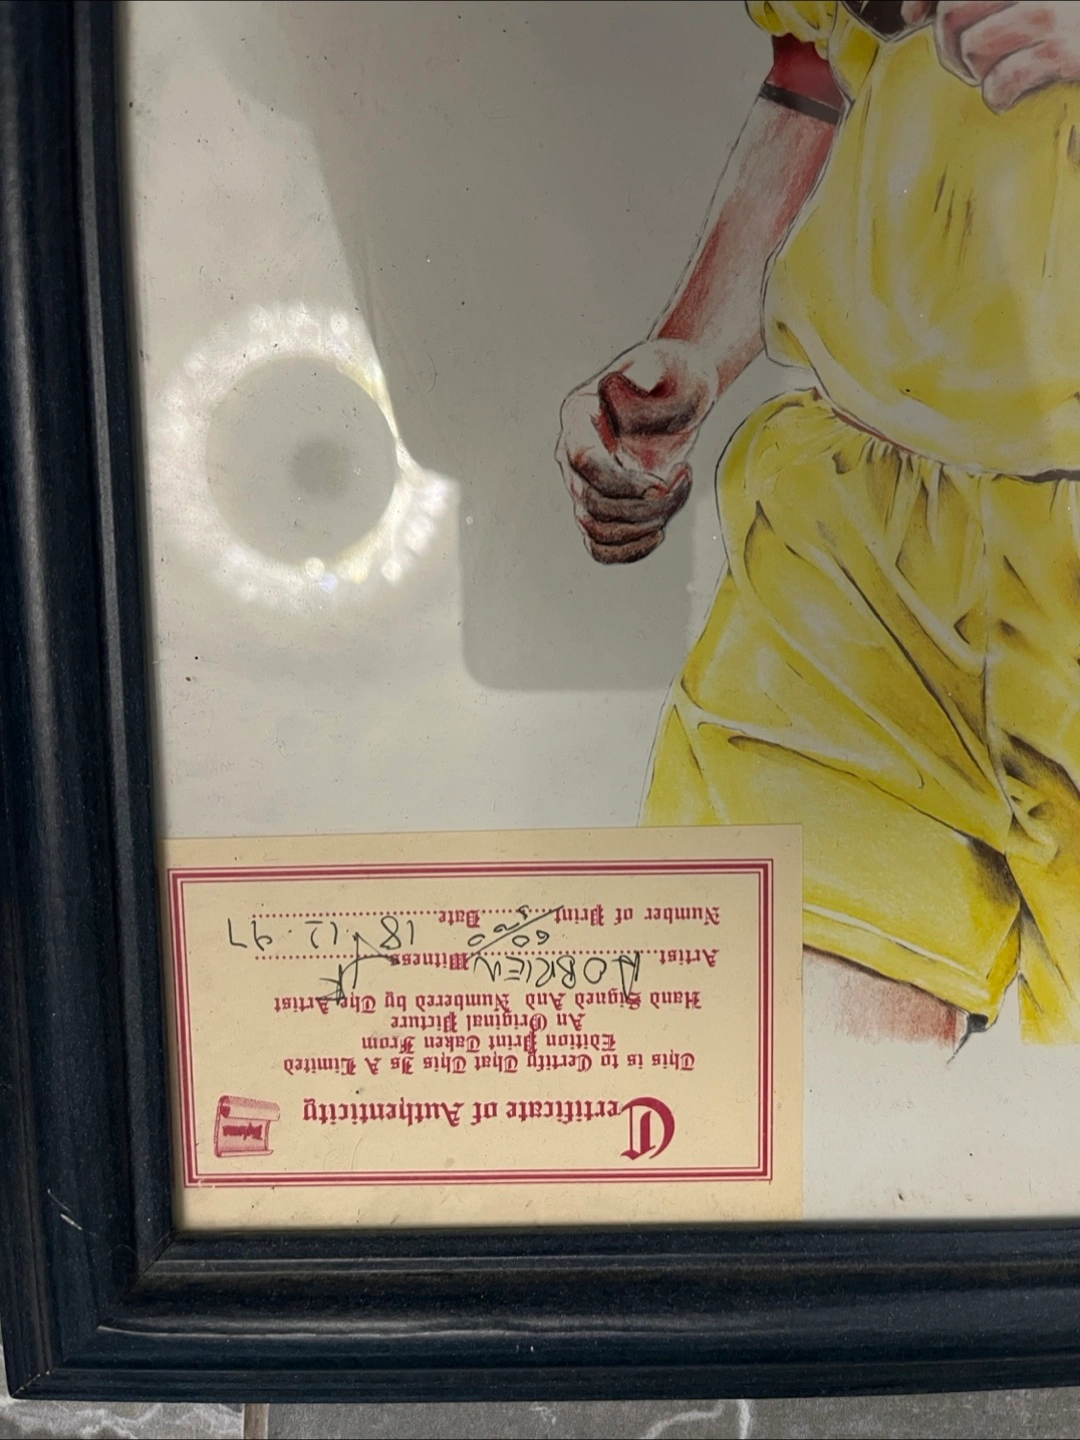 Certificate of Authenticity
Diploma
This is to Certify That This Is A Limited
Edition Print Taken From
An Original Picture
Hand Signed And Numbered by The Artist
Artist A OBRIEN Witness
Number of Print Date 18.12.97